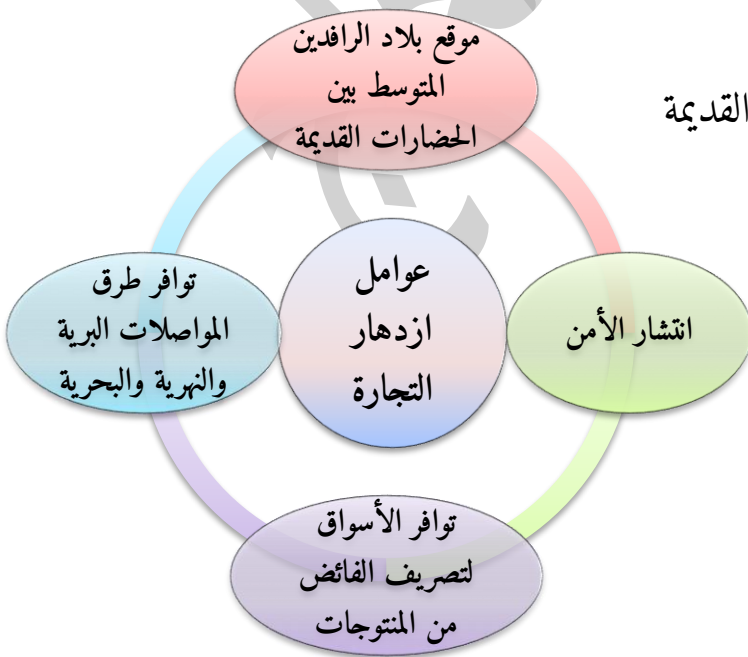 موقع بلاد الرافدين
المتوسط بين
الحضارات القديمة
القديمة
عوامل
ازدهار
التجارة
انتشار الأمن
توافر طرق
المواصلات البرية
والنهرية والبحرية
توافر الأسواق
لتصريف الفائض
من المنتوجات